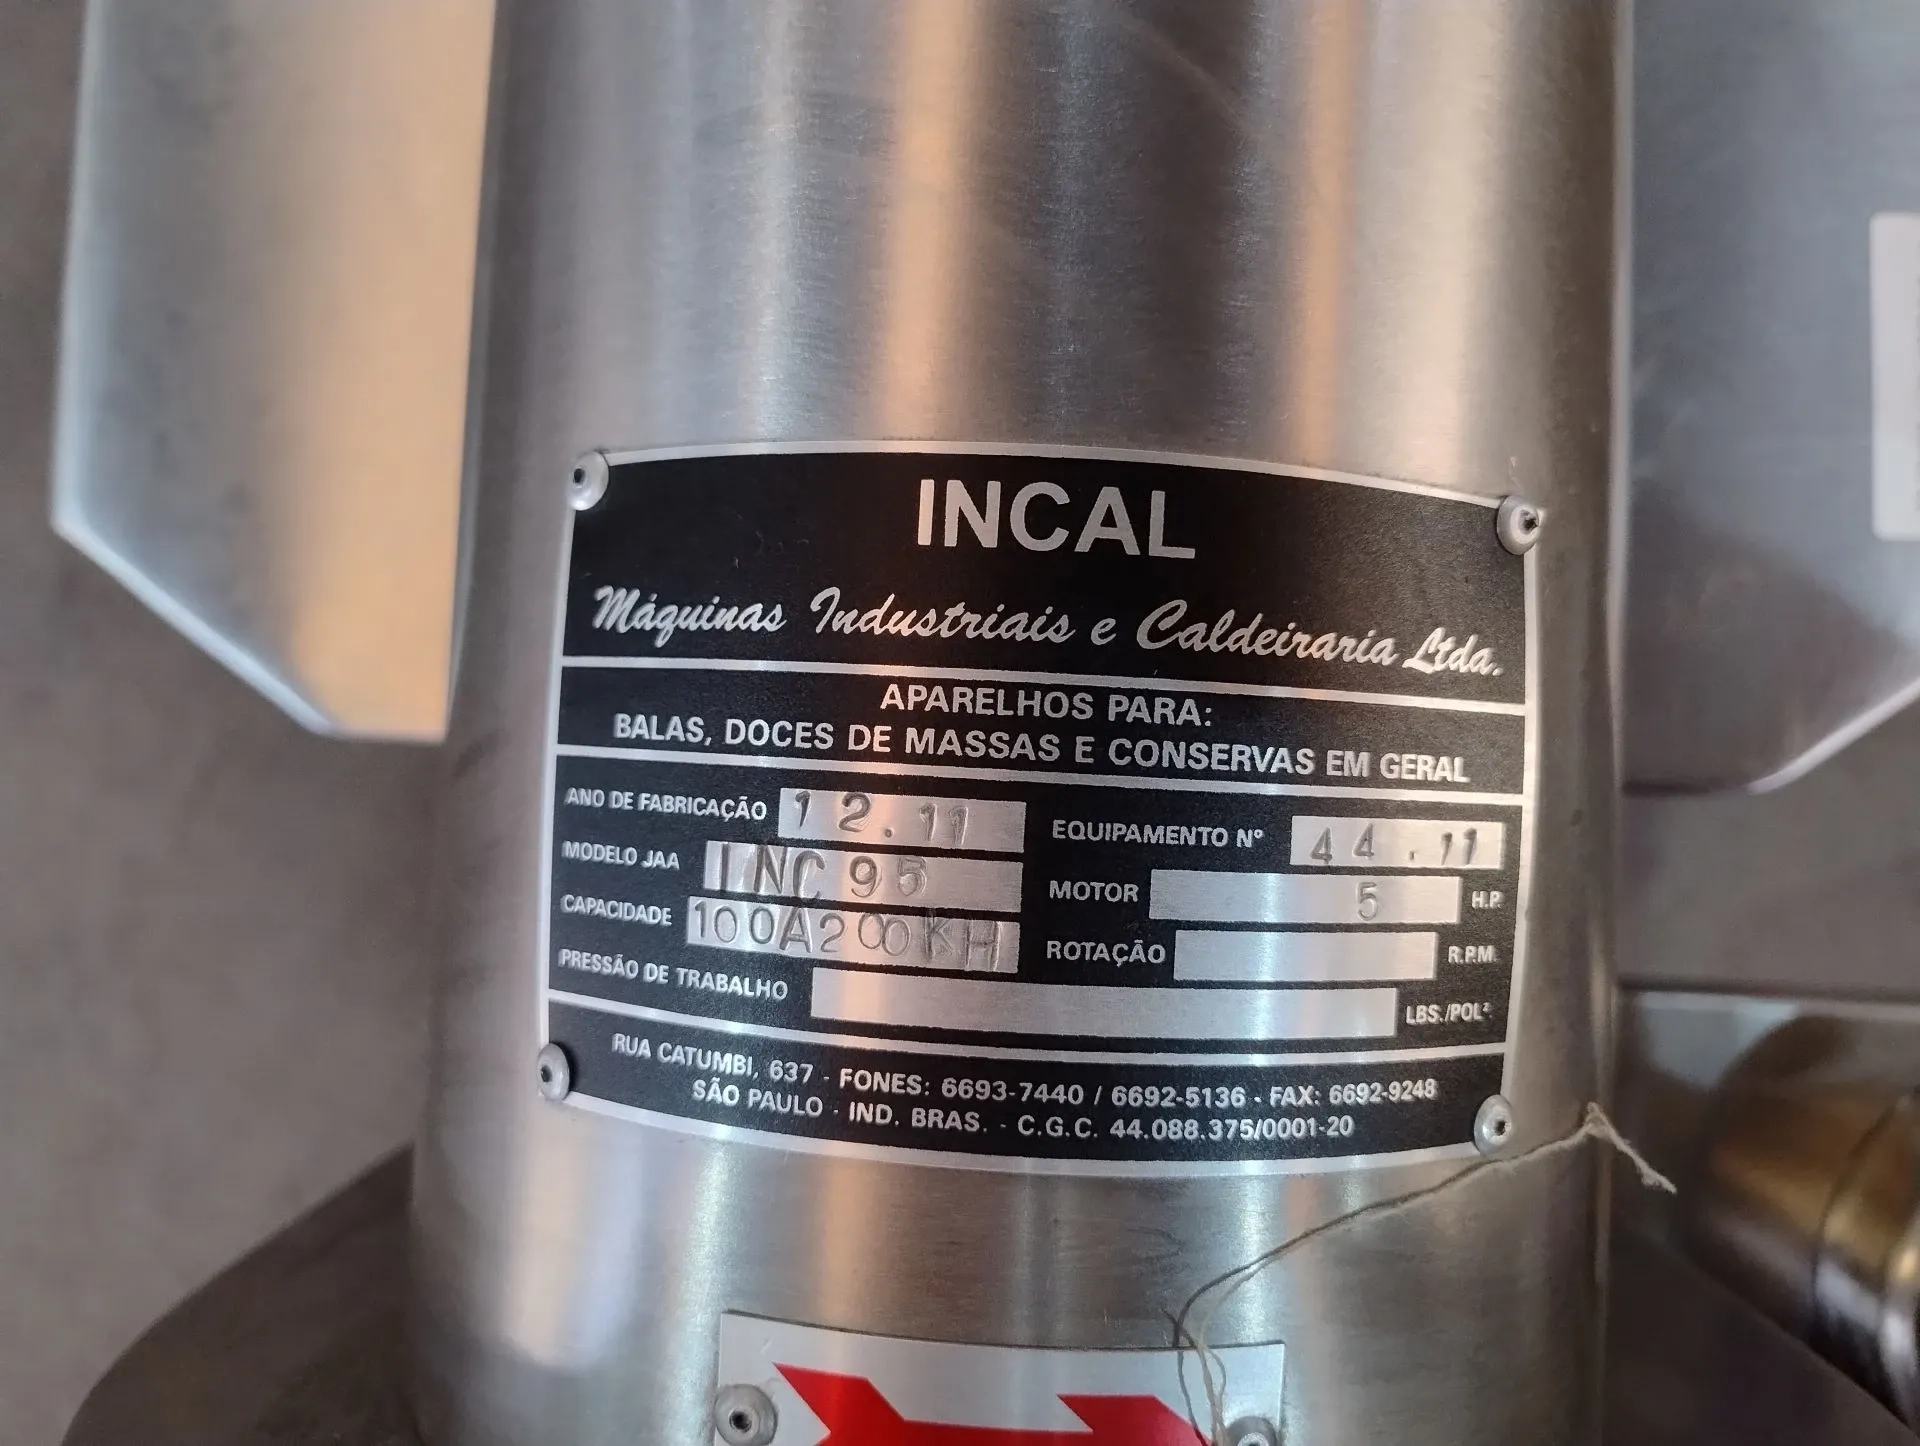 INCAL
Máquinas Industriais e Caldeiraria Ltda.
APARELHOS PARA:
BALAS, DOCES DE MASSAS E CONSERVAS EM GERAL
ANO DE FABRICAÇÃO 12.11
EQUIPAMENTO Nº 44.11
MODELO JAA INC95
MOTOR 5 H.P.
CAPACIDADE 100A200KH
ROTAÇÃO R.P.M.
PRESSÃO DE TRABALHO LBS./POL²
RUA CATUMBI, 637 - FONES: 6693-7440 / 6692-5136 - FAX: 6692-9248
SÃO PAULO - IND. BRAS. - C.G.C. 44.088.375/0001-20